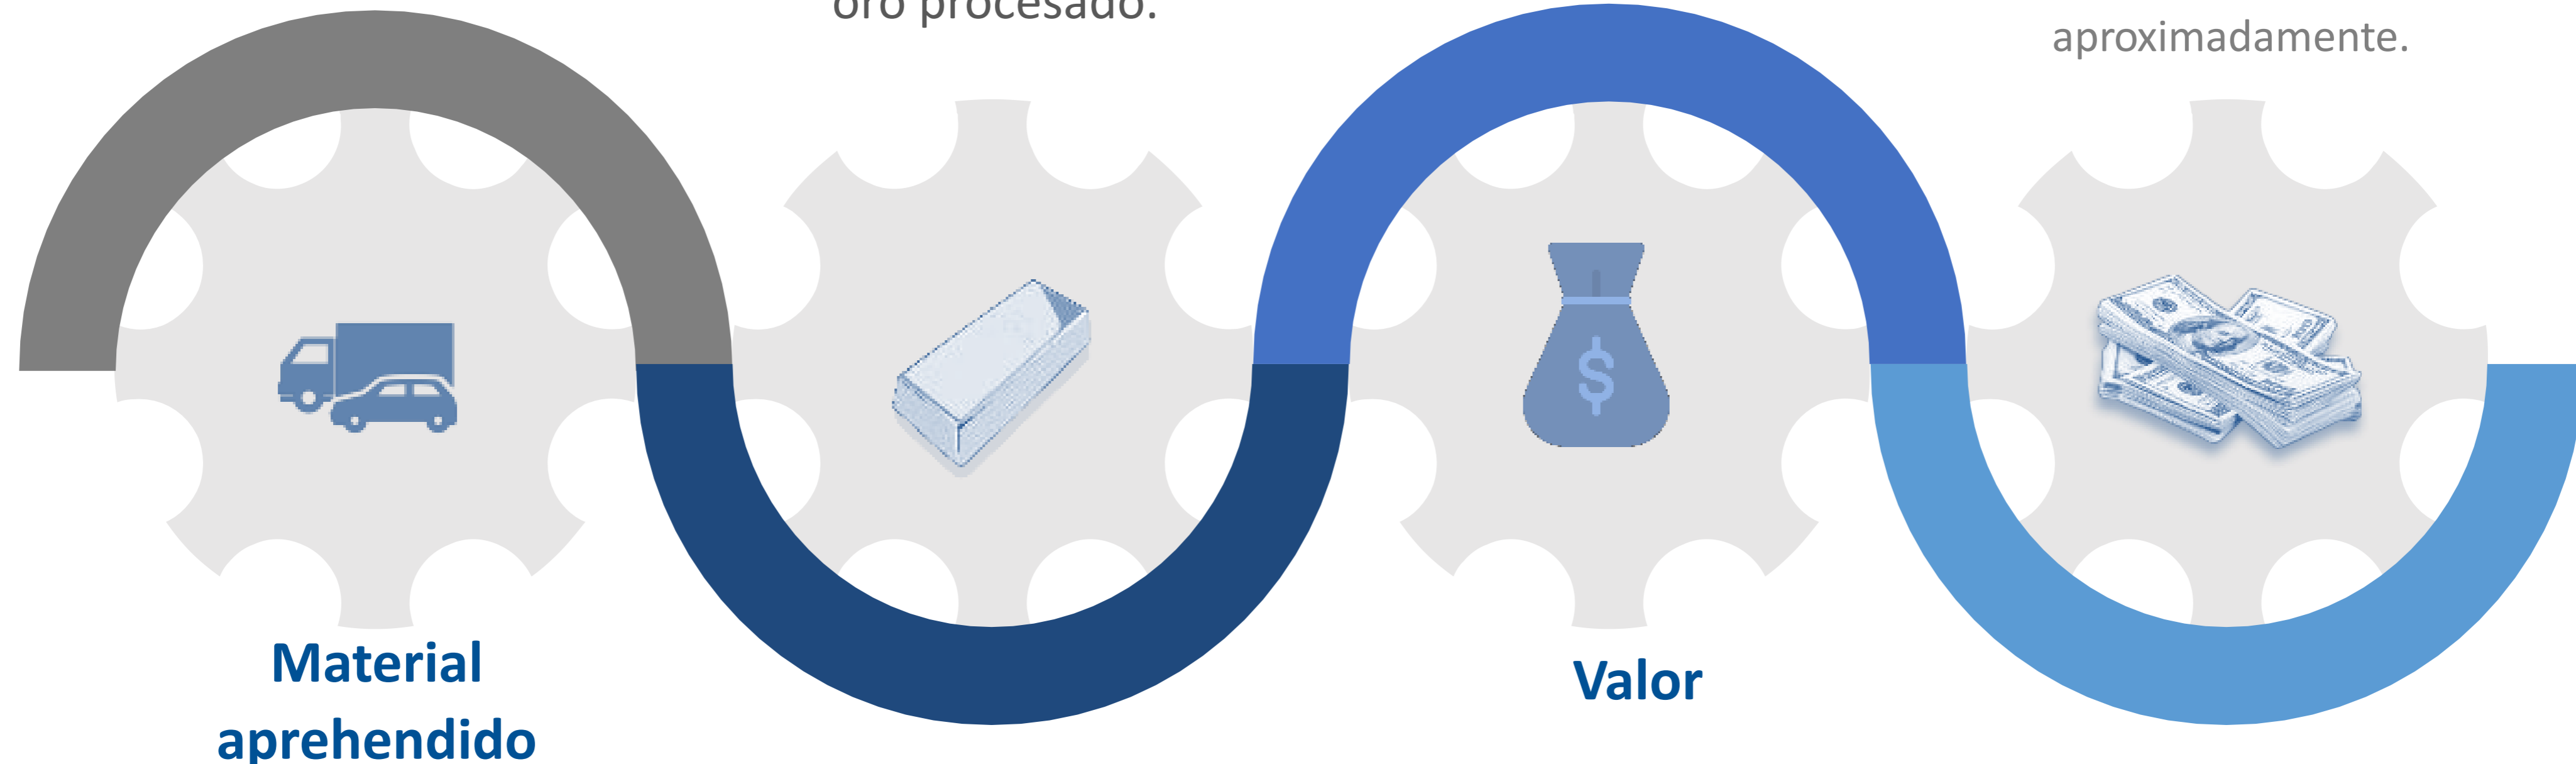 oro procesado.
aproximadamente.
$
Material
aprehendido
Valor